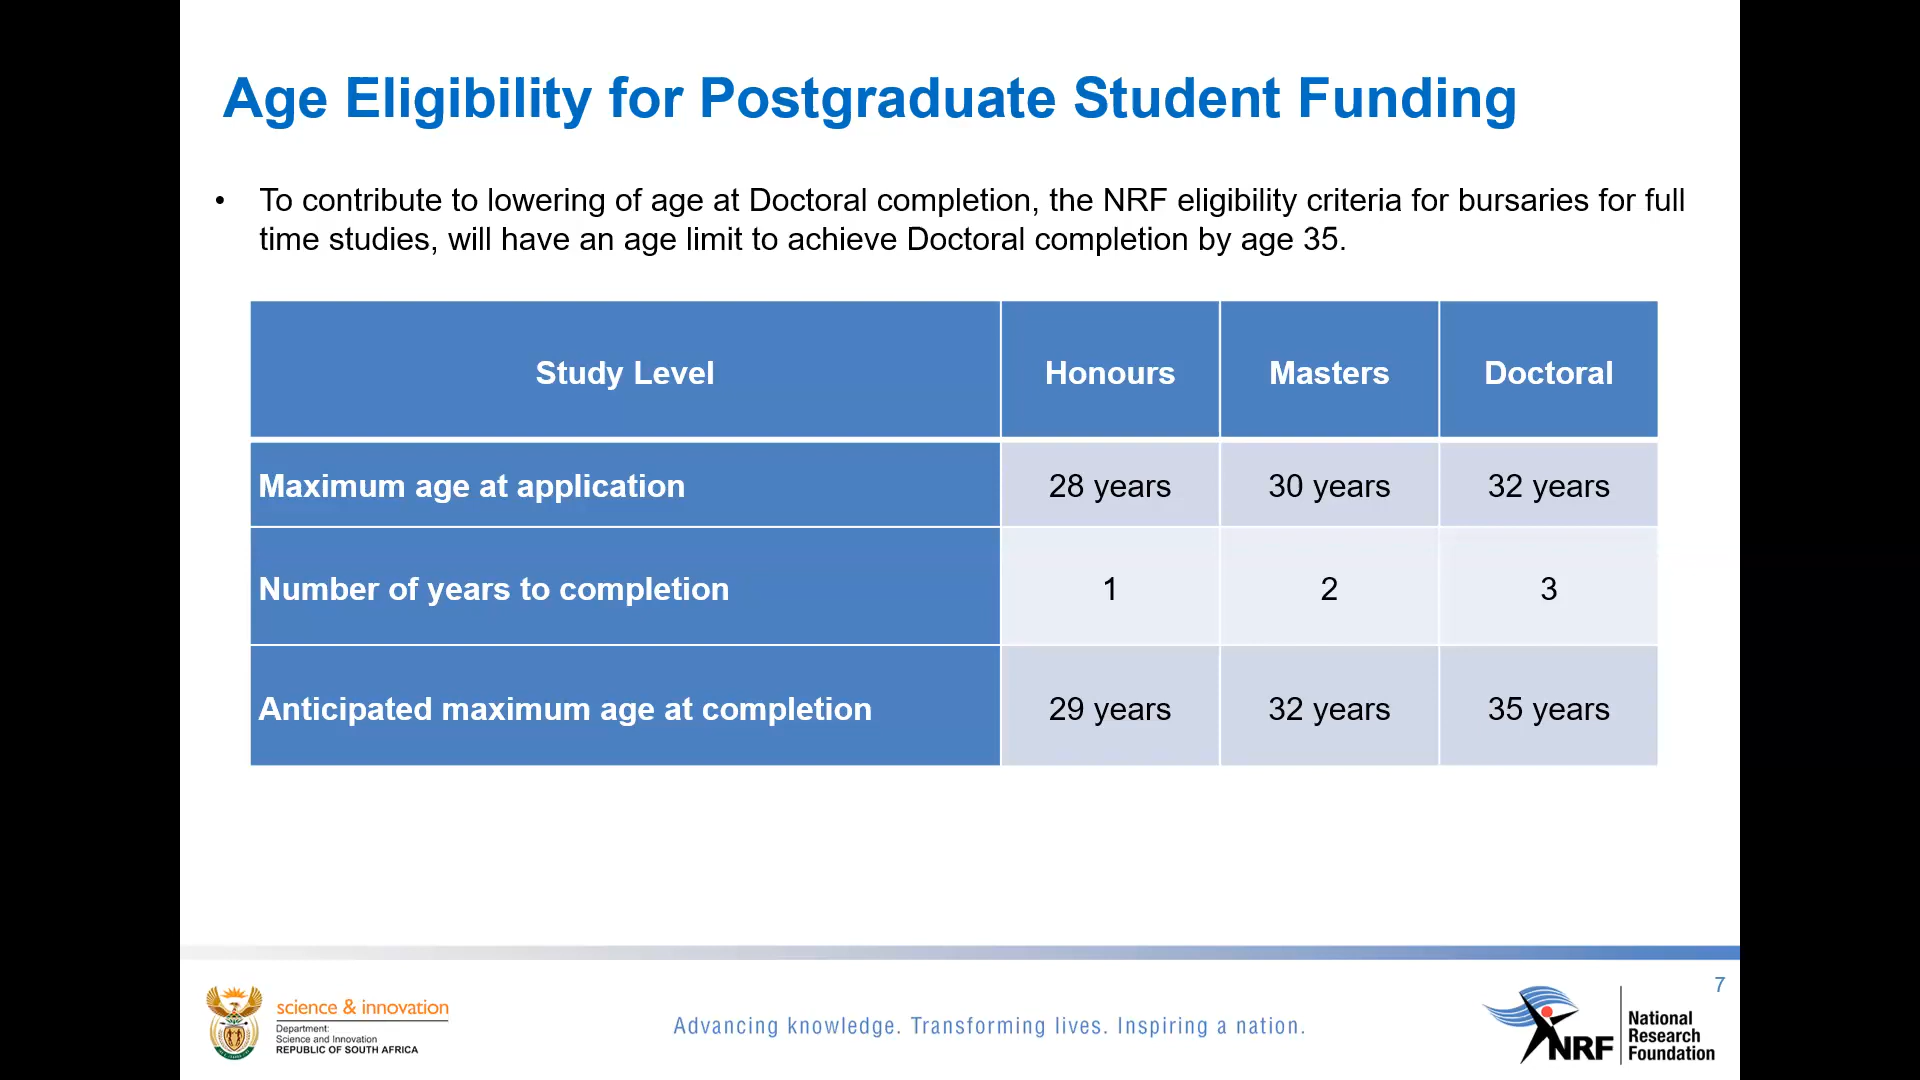 Age Eligibility for Postgraduate Student Funding
• To contribute to lowering of age at Doctoral completion, the NRF eligibility criteria for bursaries for full
time studies, will have an age limit to achieve Doctoral completion by age 35.
Study Level Honours Masters Doctoral
Maximum age at application 28 years 30 years 32 years
Number of years to completion 1 2 3
Anticipated maximum age at completion 29 years 32 years 35 years
7
science & innovation
Department:
Science and Innovation
REPUBLIC OF SOUTH AFRICA
Advancing knowledge. Transforming lives. Inspiring a nation.
NRF
National
Research
Foundation